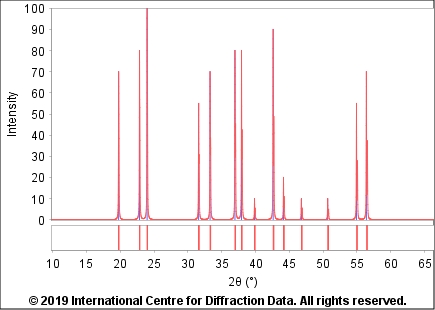 100
90
80
70
60
50
40
30
20
10
0
Intensity
10 15 20 25 30 35 40 45 50 55 60 65
2θ (°)
© 2019 International Centre for Diffraction Data. All rights reserved.